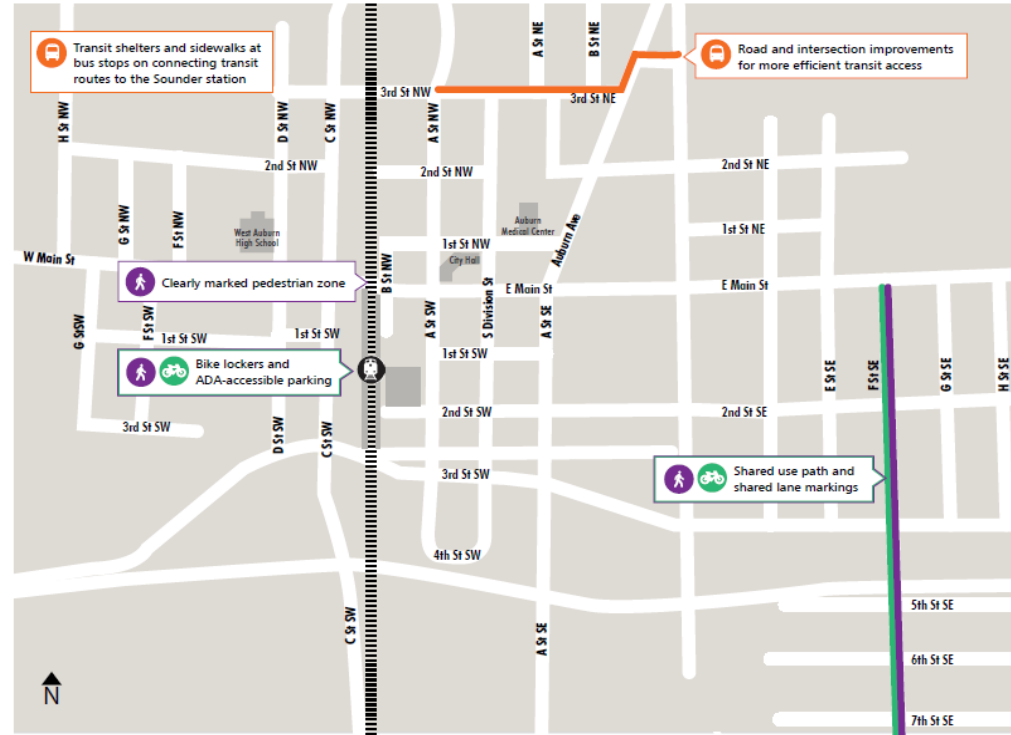 Transit shelters and sidewalks at
bus stops on connecting transit
routes to the Sounder station
Road and intersection improvements
for more efficient transit access
A St NE
B St NE
3rd St NW
3rd St NE
H St NW
D St NW
C St NW
A St NW
2nd St NW
2nd St NW
2nd St NE
G St NW
F St NW
West Auburn
High School
Auburn
Medical Center
Auburn Ave
1st St NE
1st St NW
City Hall
W Main St
B St NW
Clearly marked pedestrian zone
E Main St
E Main St
G StSW
F St SW
1st St SW
1st St SW
A St SW
S Division St
A St SE
1st St SW
Bike lockers and
ADA-accessible parking
E St SE
F St SE
G St SE
H St SE
2nd St SW
2nd St SE
3rd St SW
D St SW
C St SW
3rd St SW
Shared use path and
shared lane markings
4th St SW
5th St SE
C St SW
A St SE
6th St SE
N
7th St SE